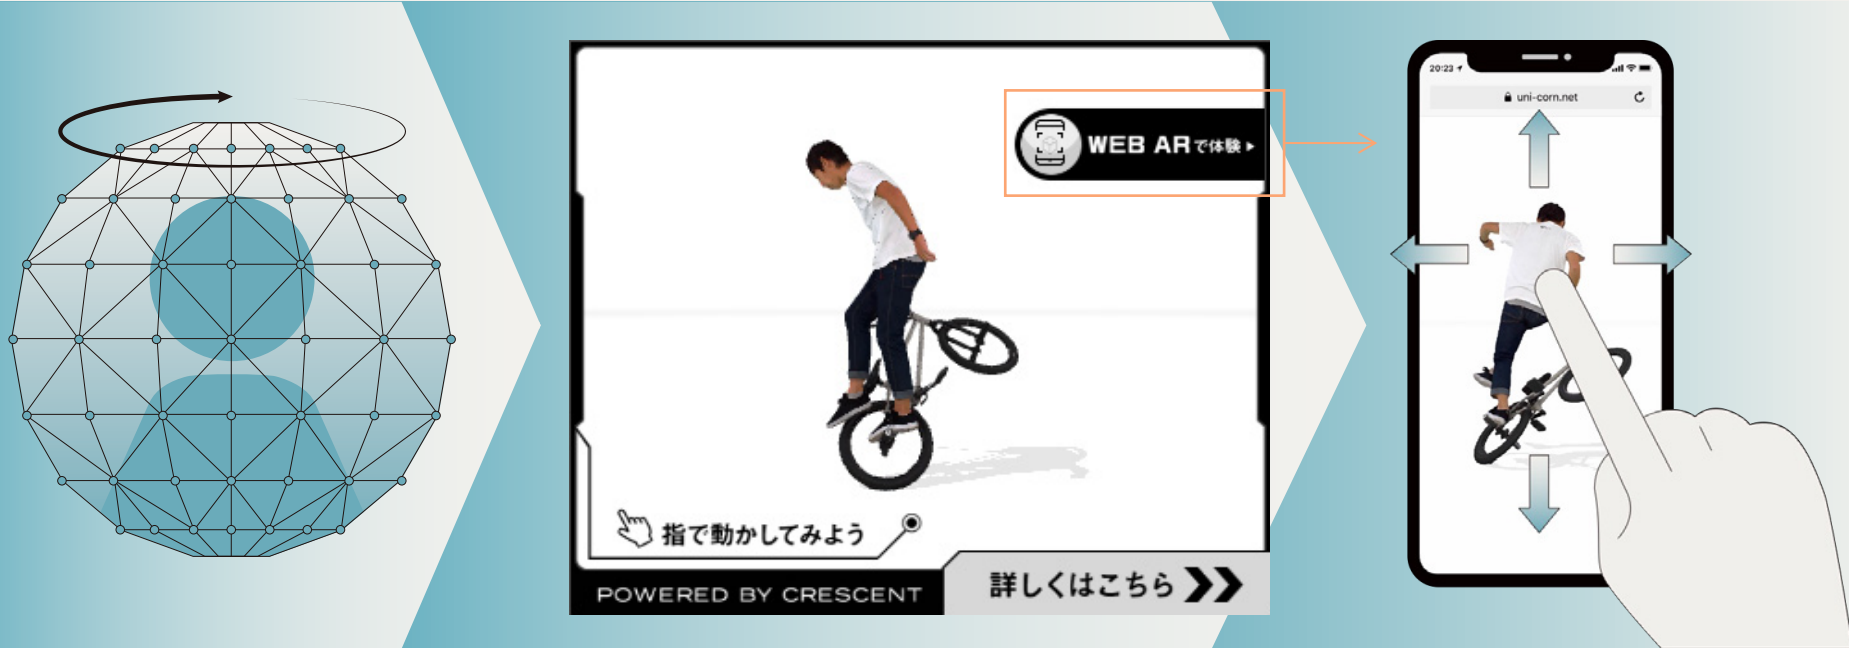 WEB ARで体験
指で動かしてみよう
POWERED BY CRESCENT
詳しくはこちら
20:23
uni-corn.net